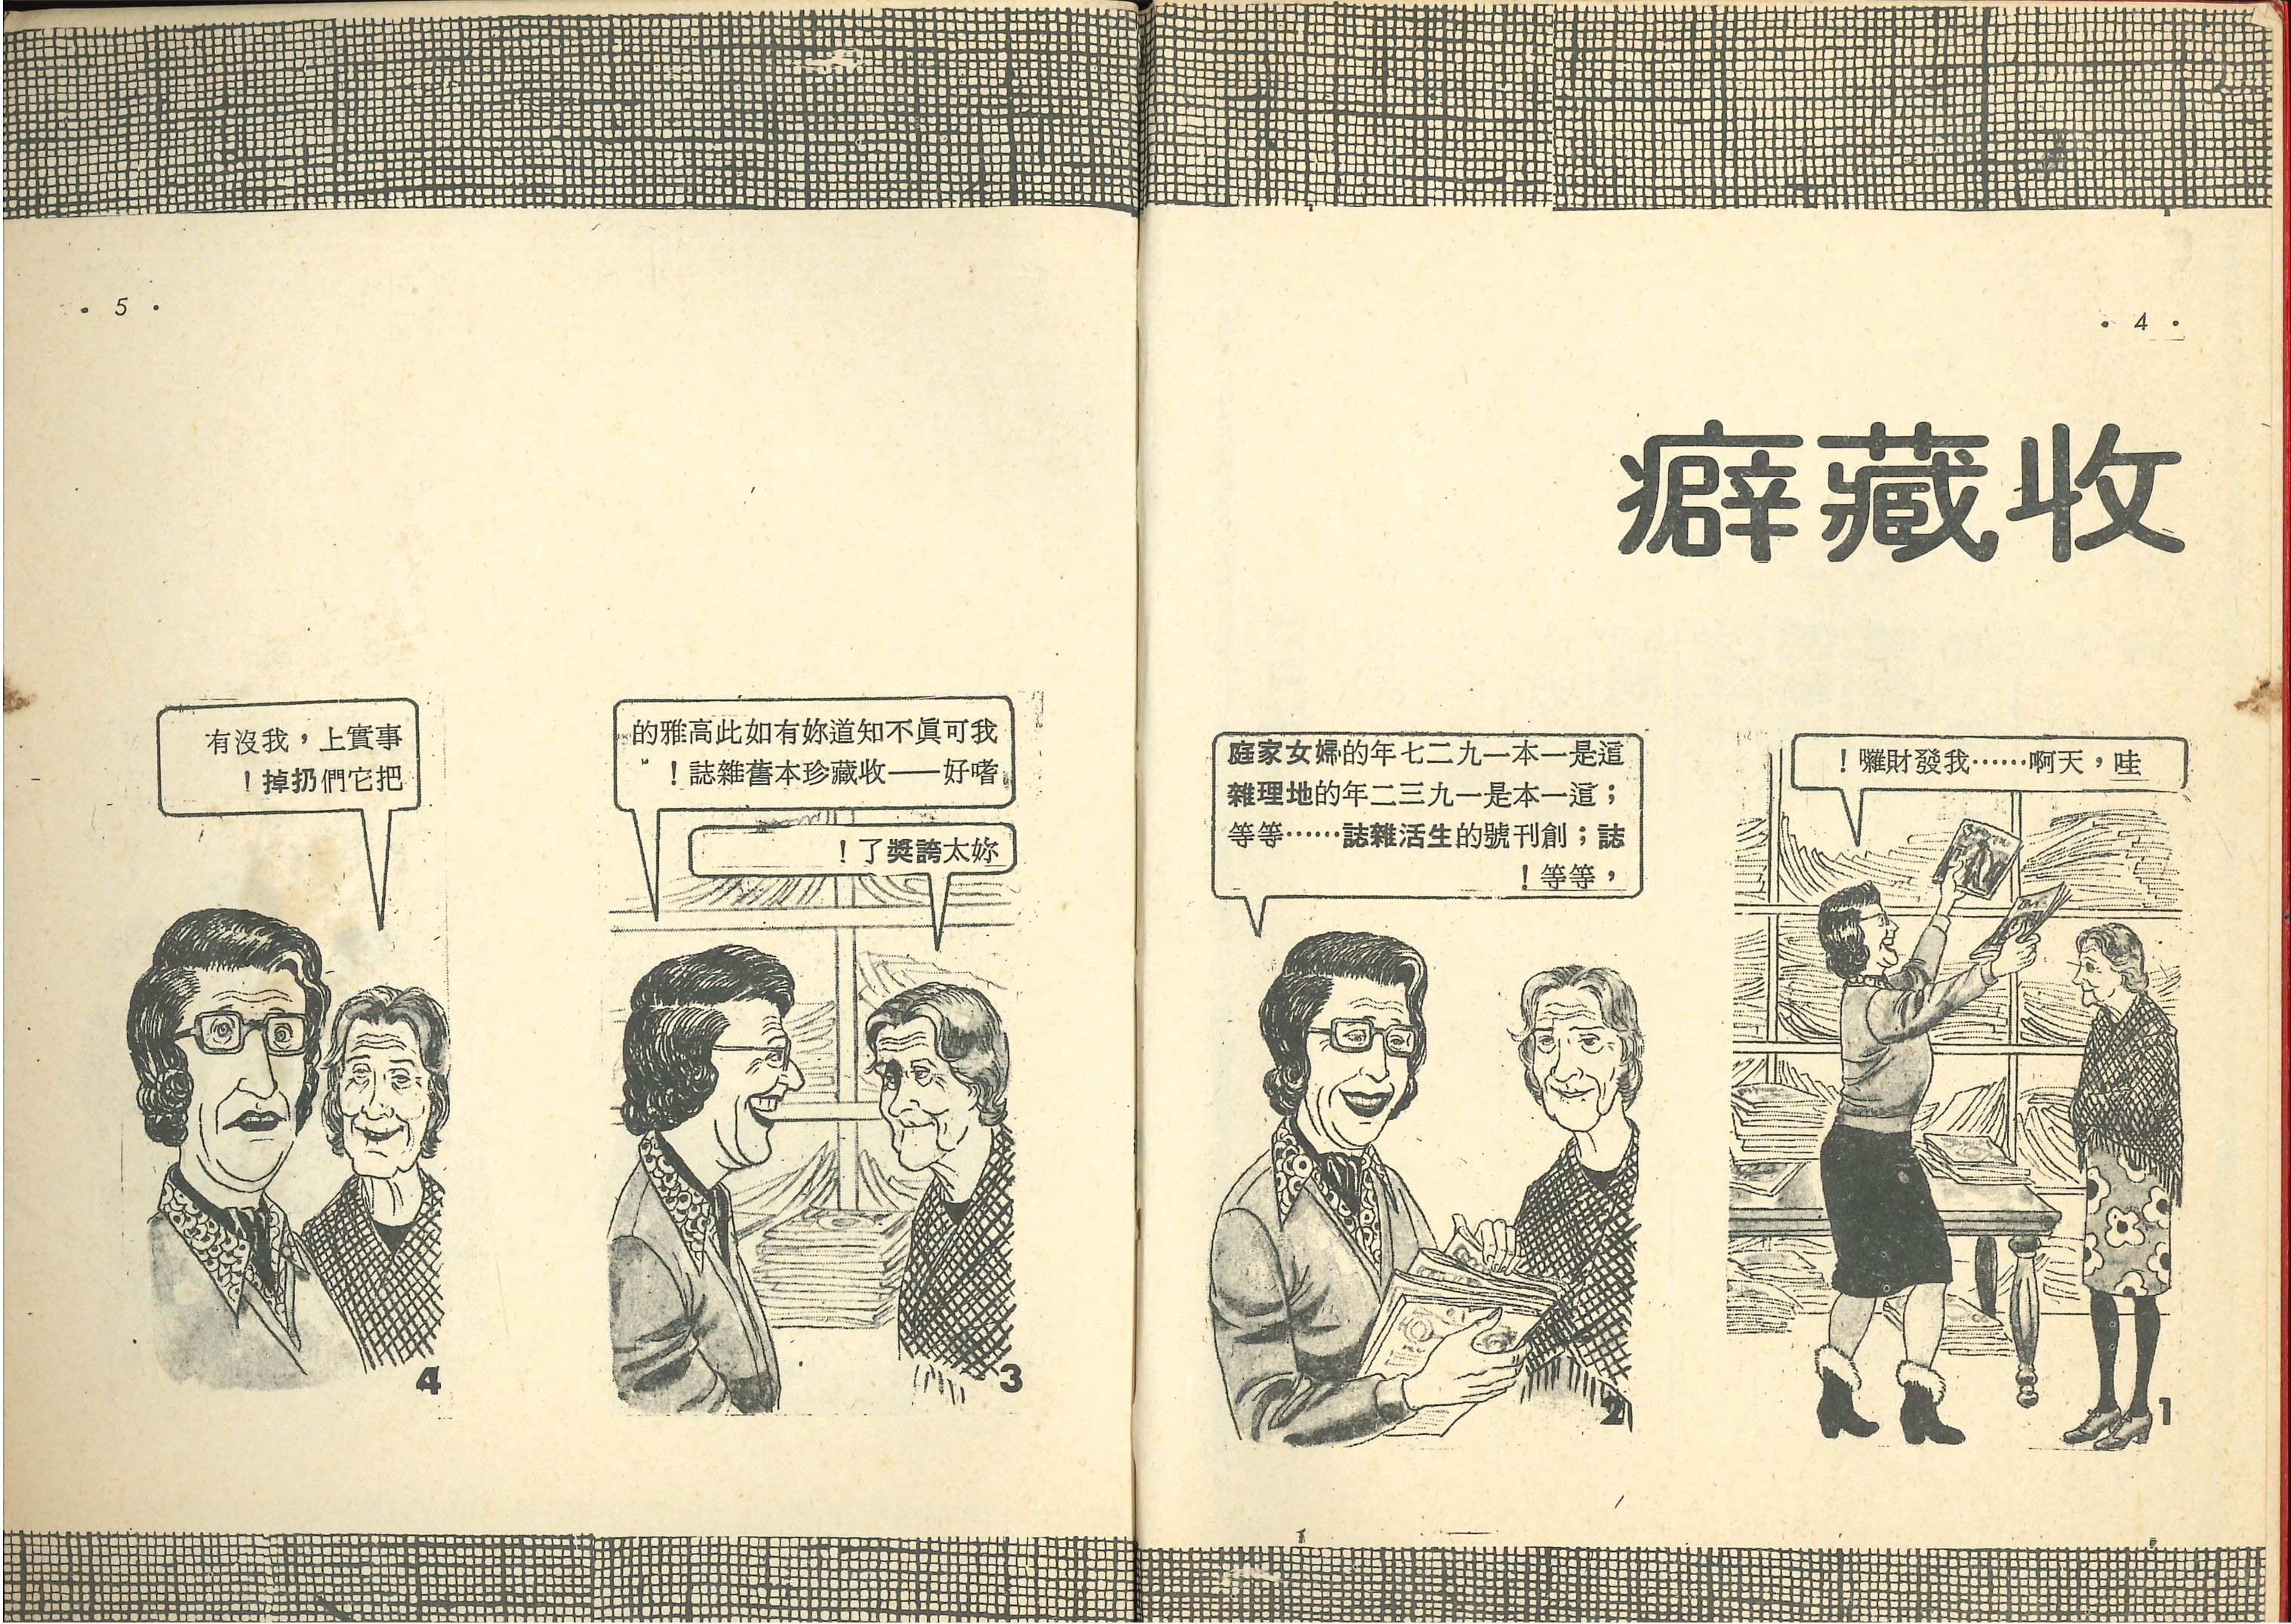 • 4 •
收藏癖
哇，天啊⋯⋯我發財囉！
1
這是一本一九二七年的婦女家庭
；這一本是一九三二年的地理雜
誌；創刊號的生活雜誌⋯⋯等等
，等等！
2
• 5 •
我可眞不知道妳有如此高雅的
嗜好——收藏珍本舊雜誌！
妳太誇獎了！
3
事實上，我沒有
把它們扔掉！
4